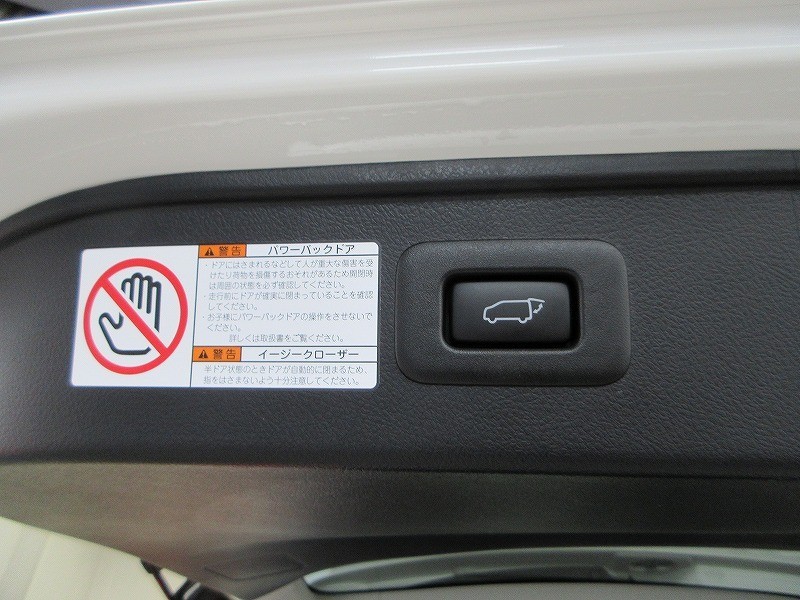 警告 パワーバックドア
・ドアにはさまれるなどして人が重大な傷害を受
けたり荷物を損傷するおそれがあるため開閉時
は周囲の状態を必ず確認してください。
・走行前にドアが確実に閉まっていることを確認
してください。
・お子様にパワーバックドアの操作をさせないで
ください。
詳しくは取扱書をご覧ください。
警告 イージークローザー
半ドア状態のときドアが自動的に閉まるため、
指をはさまないよう十分注意してください。